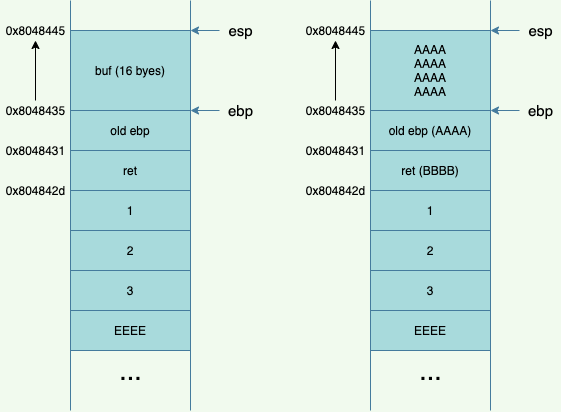 0x8048445
esp
buf (16 byes)
0x8048435
ebp
old ebp
0x8048431
ret
0x804842d
1
2
3
EEEE
...
0x8048445
esp
AAAA
AAAA
AAAA
AAAA
0x8048435
ebp
old ebp (AAAA)
0x8048431
ret (BBBB)
0x804842d
1
2
3
EEEE
...